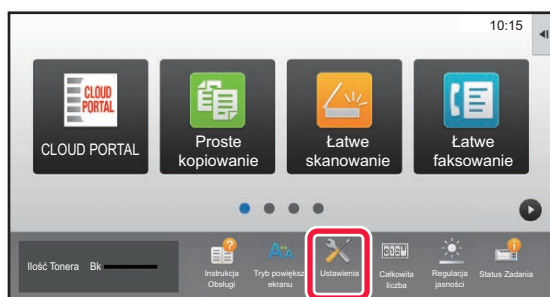 10:15
CLOUD
PORTAL
CLOUD PORTAL
Proste
kopiowanie
Łatwe
skanowanie
Łatwe
faksowanie
Ilość Tonera Bk
Instrukcja
Obsługi
Tryb powiększ
ekranu
Ustawienia
Całkowita
liczba
Regulacja
jasności
Status Zadania